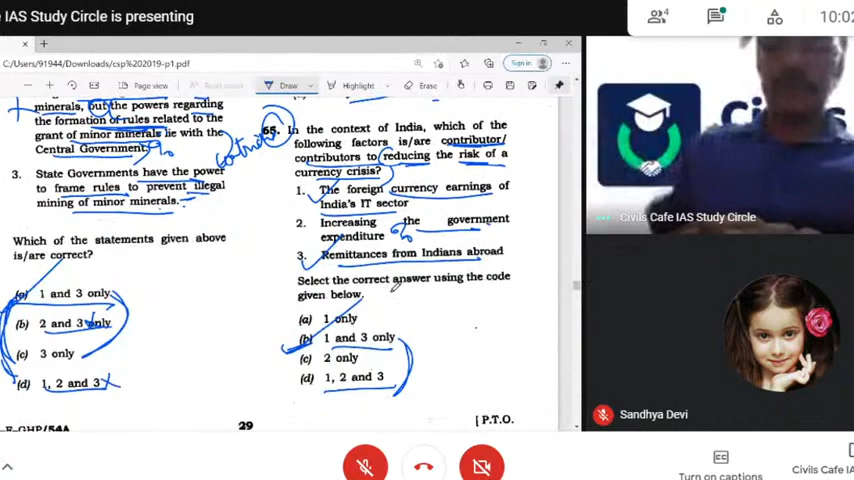 IAS Study Circle is presenting
4
10:02
C:/Users/91944/Downloads/csp%202019-p1.pdf
Sign in
Page view
Read aloud
Draw
Highlight
Erase
minerals, but the powers regarding
the formation of rules related to the
grant of minor minerals lie with the
Central Government.
3. State Governments have the power
to frame rules to prevent illegal
mining of minor minerals.
Which of the statements given above
is/are correct?
(a) 1 and 3 only
(b) 2 and 3 only
(c) 3 only
(d) 1, 2 and 3
65. In the context of India, which of the
following factors is/are contributor/
contributors to reducing the risk of a
currency crisis?
1. The foreign currency earnings of
India's IT sector
2. Increasing the government
expenditure
3. Remittances from Indians abroad
Select the correct answer using the code
given below.
(a) 1 only
(b) 1 and 3 only
(c) 2 only
(d) 1, 2 and 3
E-GHP/54A
29
[ P.T.O.
Civils Cafe IAS Study Circle
Sandhya Devi
Turn on captions
Civils Cafe IA